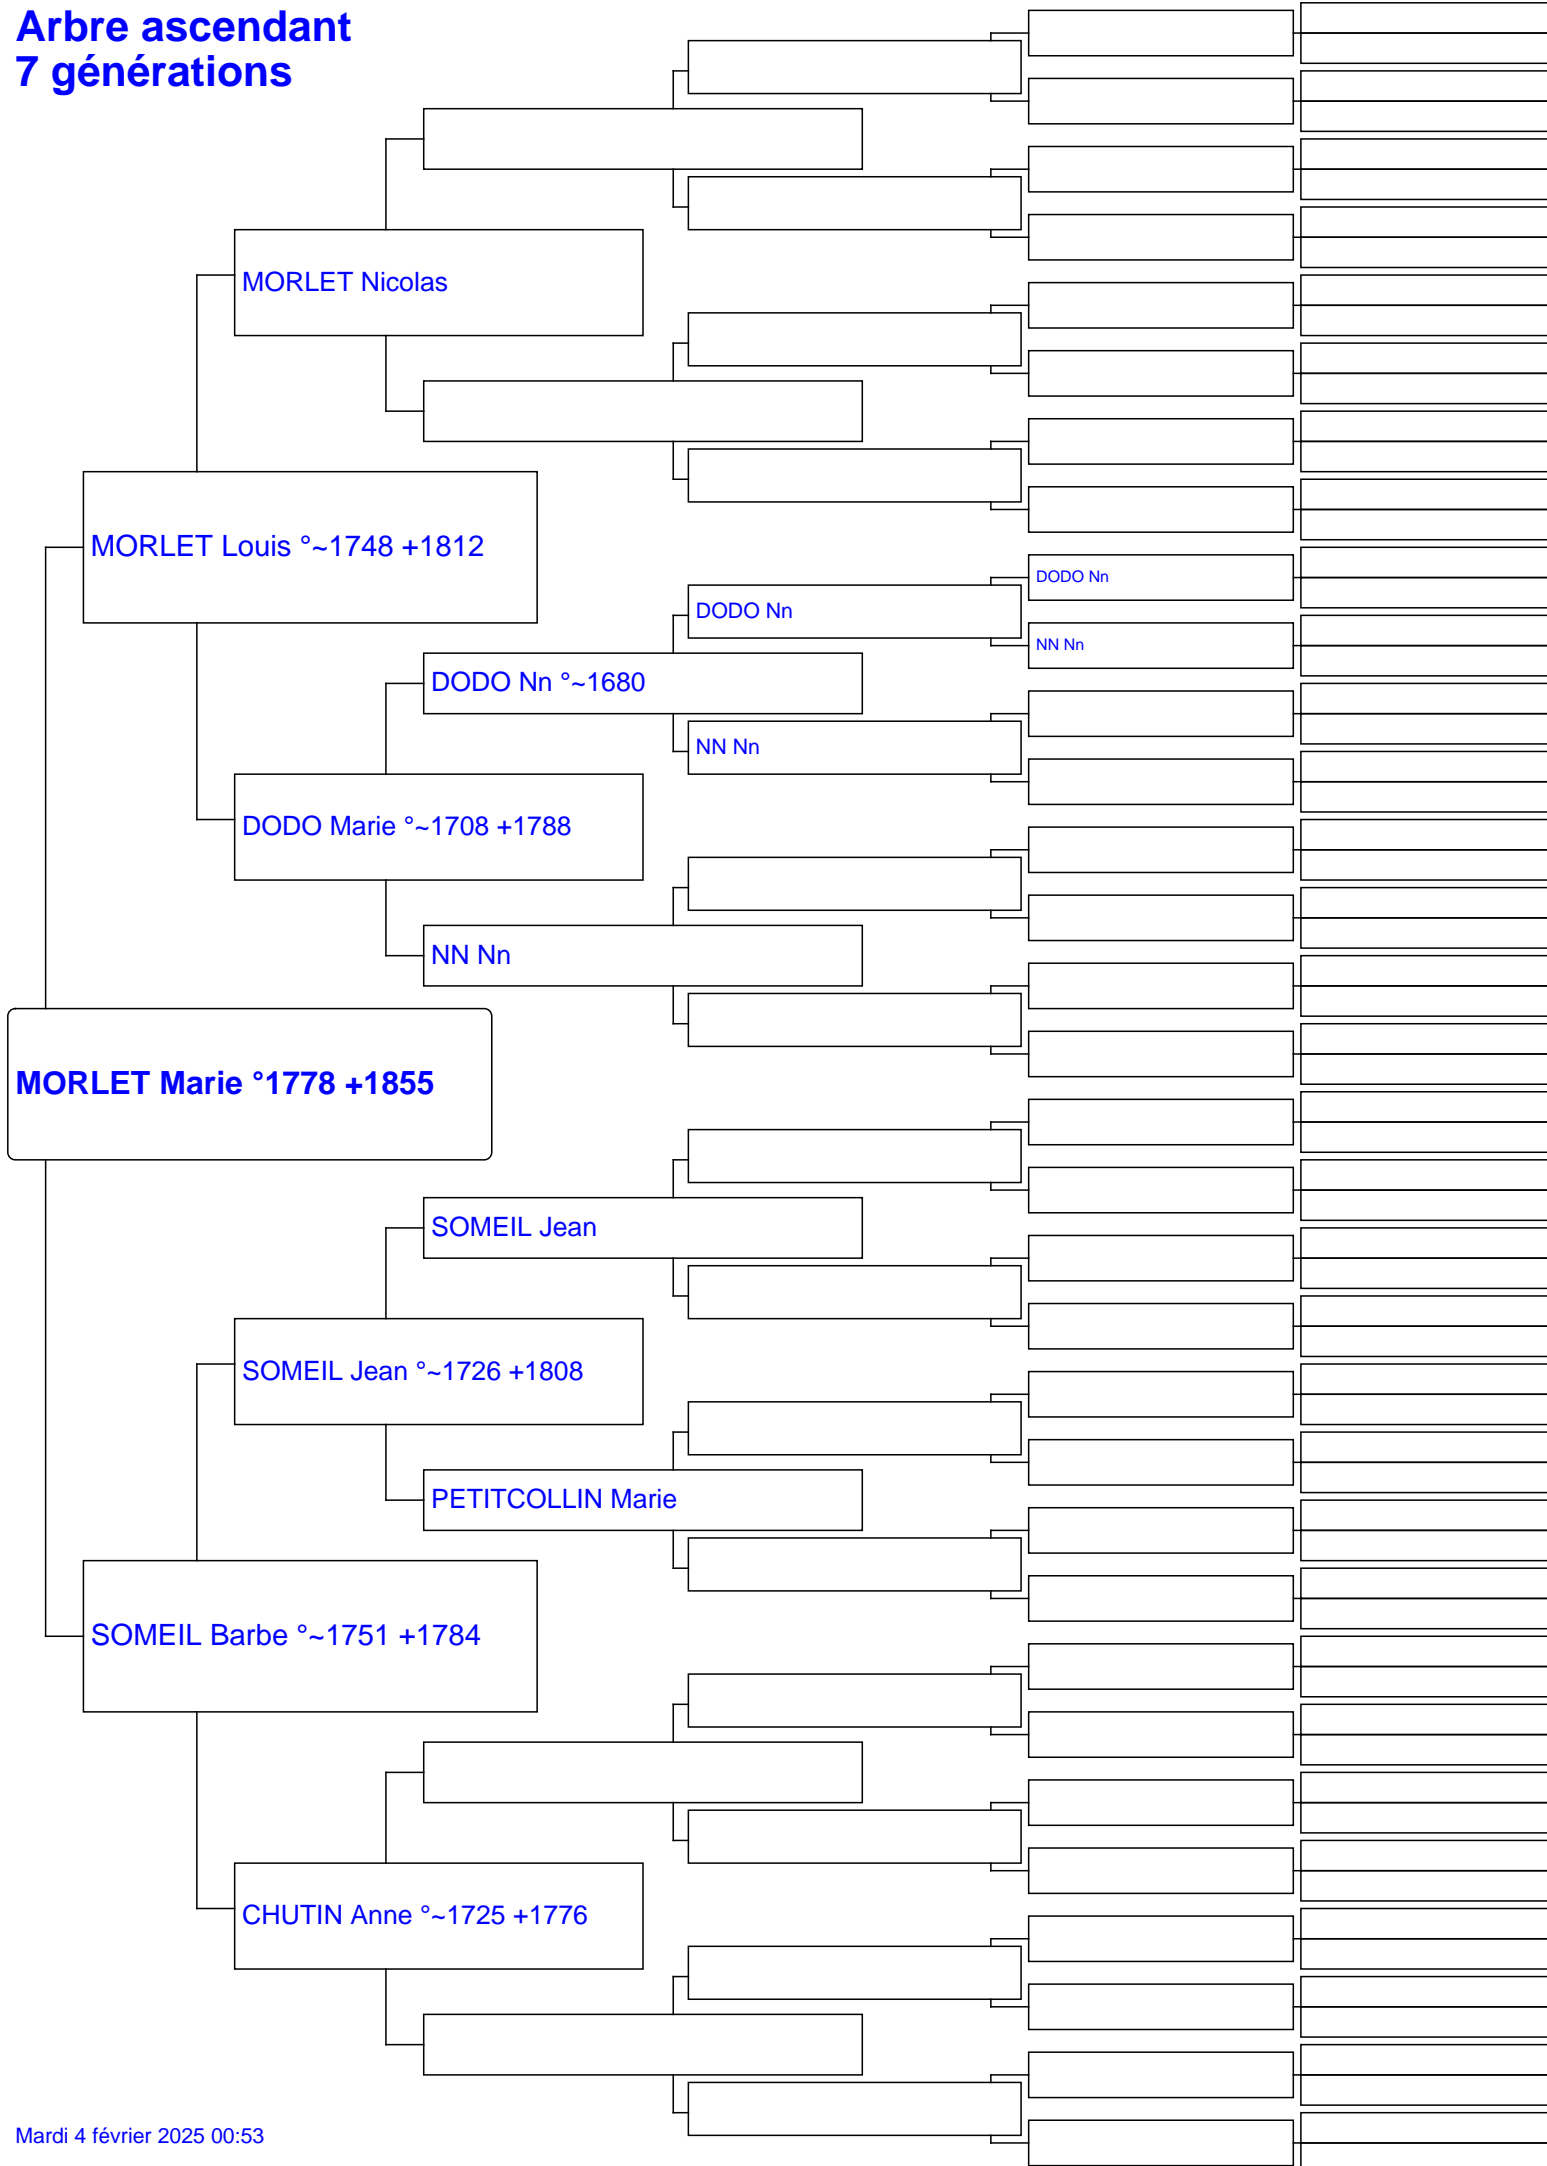 Arbre ascendant
7 générations
MORLET Nicolas
MORLET Louis °~1748 +1812
DODO Nn
DODO Nn
NN Nn
DODO Nn °~1680
NN Nn
DODO Marie °~1708 +1788
NN Nn
MORLET Marie °1778 +1855
SOMEIL Jean
SOMEIL Jean °~1726 +1808
PETITCOLLIN Marie
SOMEIL Barbe °~1751 +1784
CHUTIN Anne °~1725 +1776
Mardi 4 février 2025 00:53